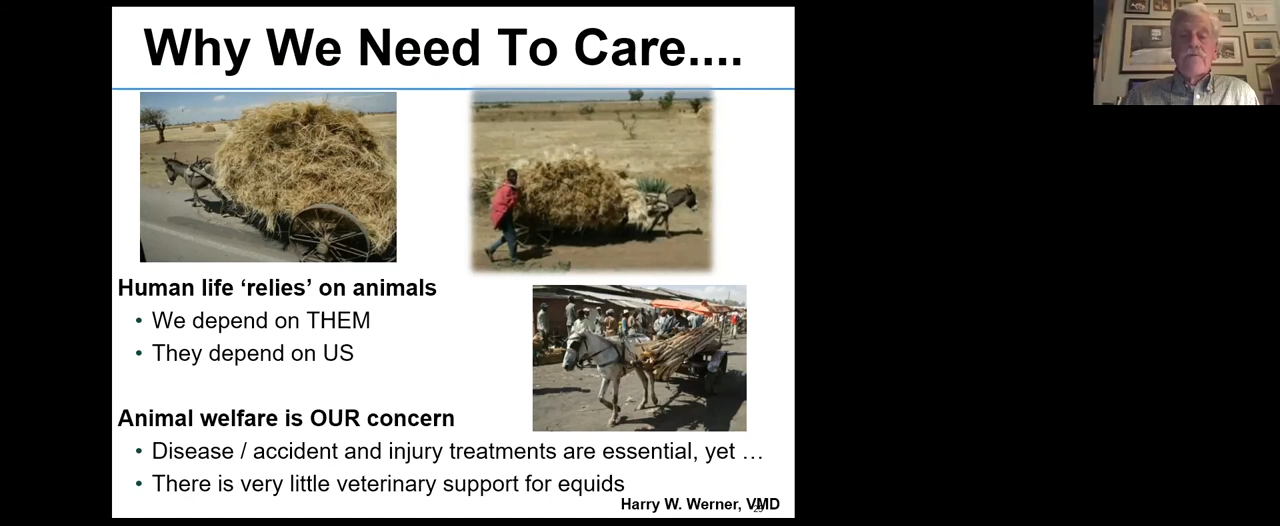 Why We Need To Care....
Human life ‘relies’ on animals
• We depend on THEM
• They depend on US
Animal welfare is OUR concern
• Disease / accident and injury treatments are essential, yet …
• There is very little veterinary support for equids
Harry W. Werner, VMD